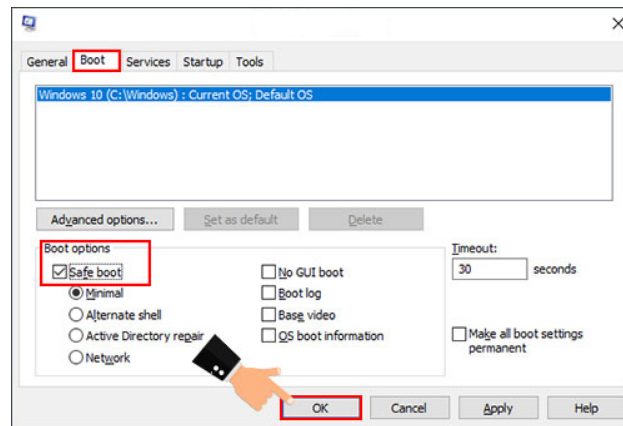 General Boot Services Startup Tools
Windows 10 (C:\Windows) : Current OS; Default OS
Advanced options... Set as default Delete
Boot options
Timeout:
Safe boot No GUI boot 30 seconds
Minimal Boot log
Alternate shell Base video
Active Directory repair OS boot information Make all boot settings
permanent
Network
OK Cancel Apply Help